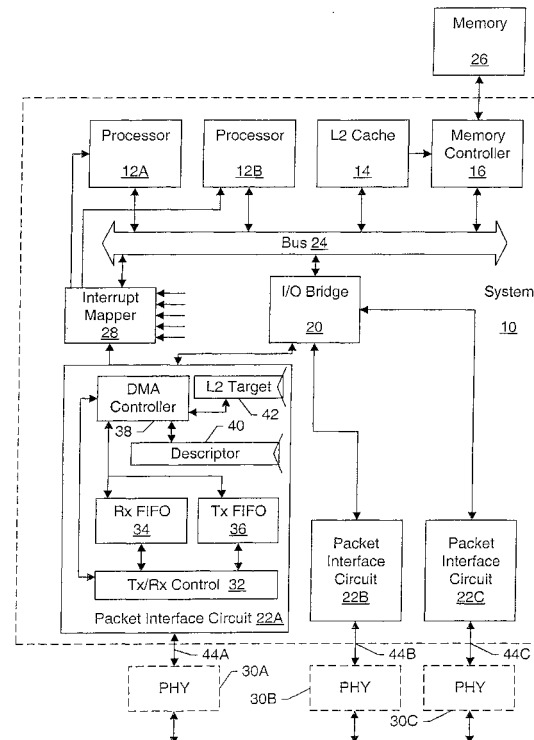 Memory
26
Processor
12A
Processor
12B
L2 Cache
14
Memory
Controller
16
Bus 24
Interrupt
Mapper
28
I/O Bridge
20
System
10
DMA
Controller
38
L2 Target
42
40
Descriptor
Rx FIFO
34
Tx FIFO
36
Tx/Rx Control 32
Packet Interface Circuit 22A
Packet
Interface
Circuit
22B
Packet
Interface
Circuit
22C
44A
44B
44C
PHY
30A
PHY
30B
PHY
30C